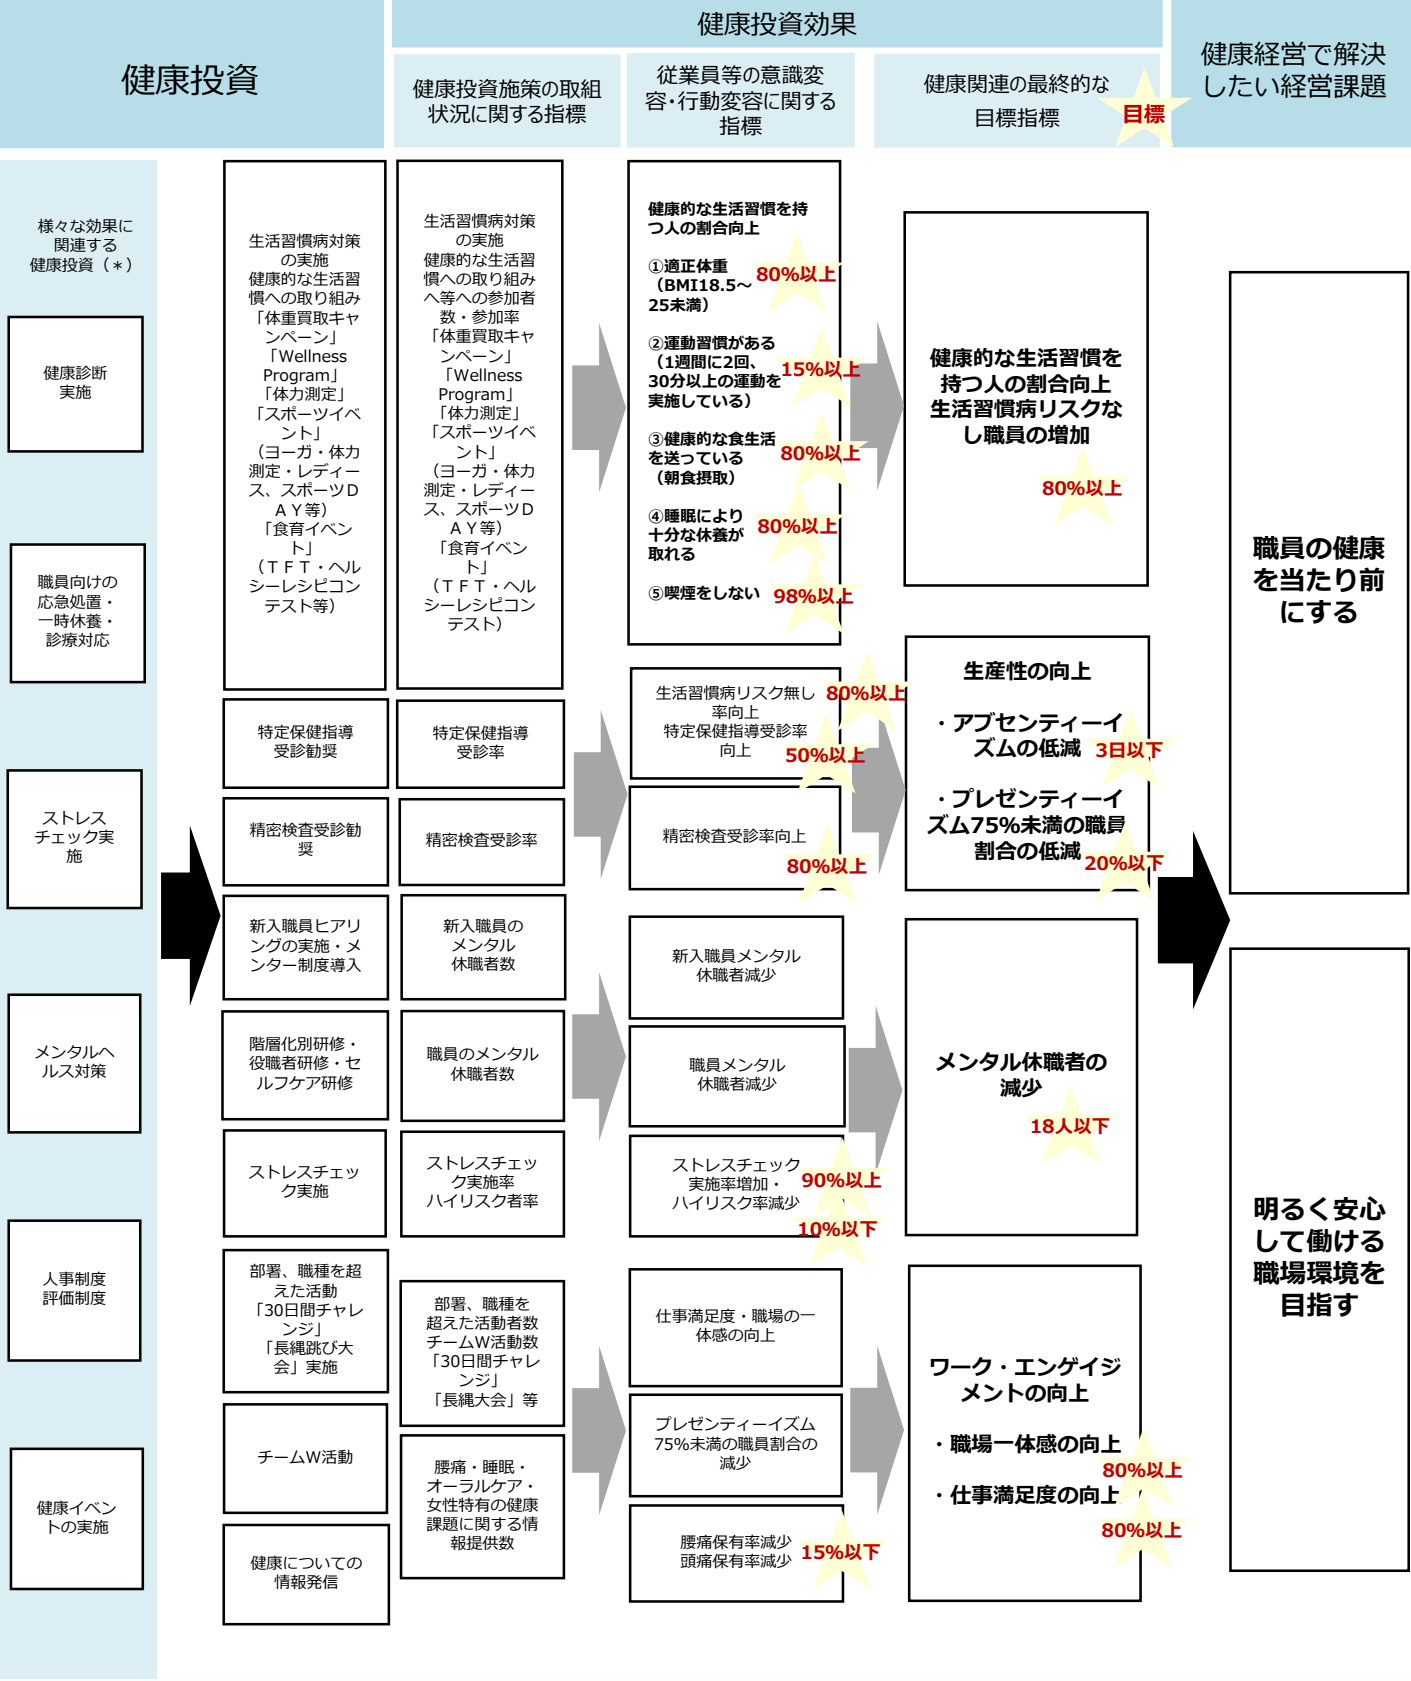 健康投資
健康投資効果
健康投資施策の取組
状況に関する指標
従業員等の意識変
容・行動変容に関する
指標
健康関連の最終的な
目標指標
目標
健康経営で解決
したい経営課題
様々な効果に
関連する
健康投資（＊）
健康診断
実施
職員向けの
応急処置・
一時休養・
診療対応
ストレス
チェック実
施
メンタルヘ
ルス対策
人事制度
評価制度
健康イベン
トの実施
生活習慣病対策
の実施
健康的な生活習
慣への取り組み
「体重買取キャ
ンペーン」
「Wellness
Program」
「体力測定」
「スポーツイベ
ント」
（ヨーガ・体力
測定・レディー
ス、スポーツＤ
ＡＹ等）
「食育イベン
ト」
（ＴＦＴ・ヘル
シーレシピコン
テスト等）
特定保健指導
受診勧奨
精密検査受診勧
奨
新入職員ヒアリ
ングの実施・メ
ンター制度導入
階層化別研修・
役職者研修・セ
ルフケア研修
ストレスチェッ
ク実施
部署、職種を超
えた活動
「30日間チャレ
ンジ」
「長縄跳び大
会」実施
チームW活動
健康についての
情報発信
生活習慣病対策
の実施
健康的な生活習
慣への取り組み
へ等への参加者
数・参加率
「体重買取キャ
ンペーン」
「Wellness
Program」
「体力測定」
「スポーツイベ
ント」
（ヨーガ・体力
測定・レディー
ス、スポーツＤ
ＡＹ等）
「食育イベン
ト」
（ＴＦＴ・ヘル
シーレシピコン
テスト）
特定保健指導
受診率
精密検査受診率
新入職員の
メンタル
休職者数
職員のメンタル
休職者数
ストレスチェッ
ク実施率
ハイリスク者率
部署、職種を
超えた活動者数
チームW活動数
「30日間チャレ
ンジ」
「長縄大会」等
腰痛・睡眠・
オーラルケア・
女性特有の健康
課題に関する情
報提供数
健康的な生活習慣を持
つ人の割合向上
①適正体重
（BMI18.5～
25未満）
80%以上
②運動習慣がある
（1週間に2回、
30分以上の運動を
実施している）
15%以上
③健康的な食生活
を送っている
（朝食摂取）
80%以上
④睡眠により
十分な休養が
取れる
80%以上
⑤喫煙をしない
98%以上
生活習慣病リスク無し
率向上
80%以上
特定保健指導受診率
向上
50%以上
精密検査受診率向上
80%以上
新入職員メンタル
休職者減少
職員メンタル
休職者減少
ストレスチェック
実施率増加・
ハイリスク率減少
90%以上
10%以下
仕事満足度・職場の一
体感の向上
プレゼンティーイズム
75%未満の職員割合の
減少
腰痛保有率減少
頭痛保有率減少
15%以下
健康的な生活習慣を
持つ人の割合向上
生活習慣病リスクな
し職員の増加
80%以上
生産性の向上
・アブセンティーイ
ズムの低減
3日以下
・プレゼンティーイ
ズム75%未満の職員
割合の低減
20%以下
メンタル休職者の
減少
18人以下
ワーク・エンゲイジ
メントの向上
・職場一体感の向上
80%以上
・仕事満足度の向上
80%以上
職員の健康
を当たり前
にする
明るく安心
して働ける
職場環境を
目指す